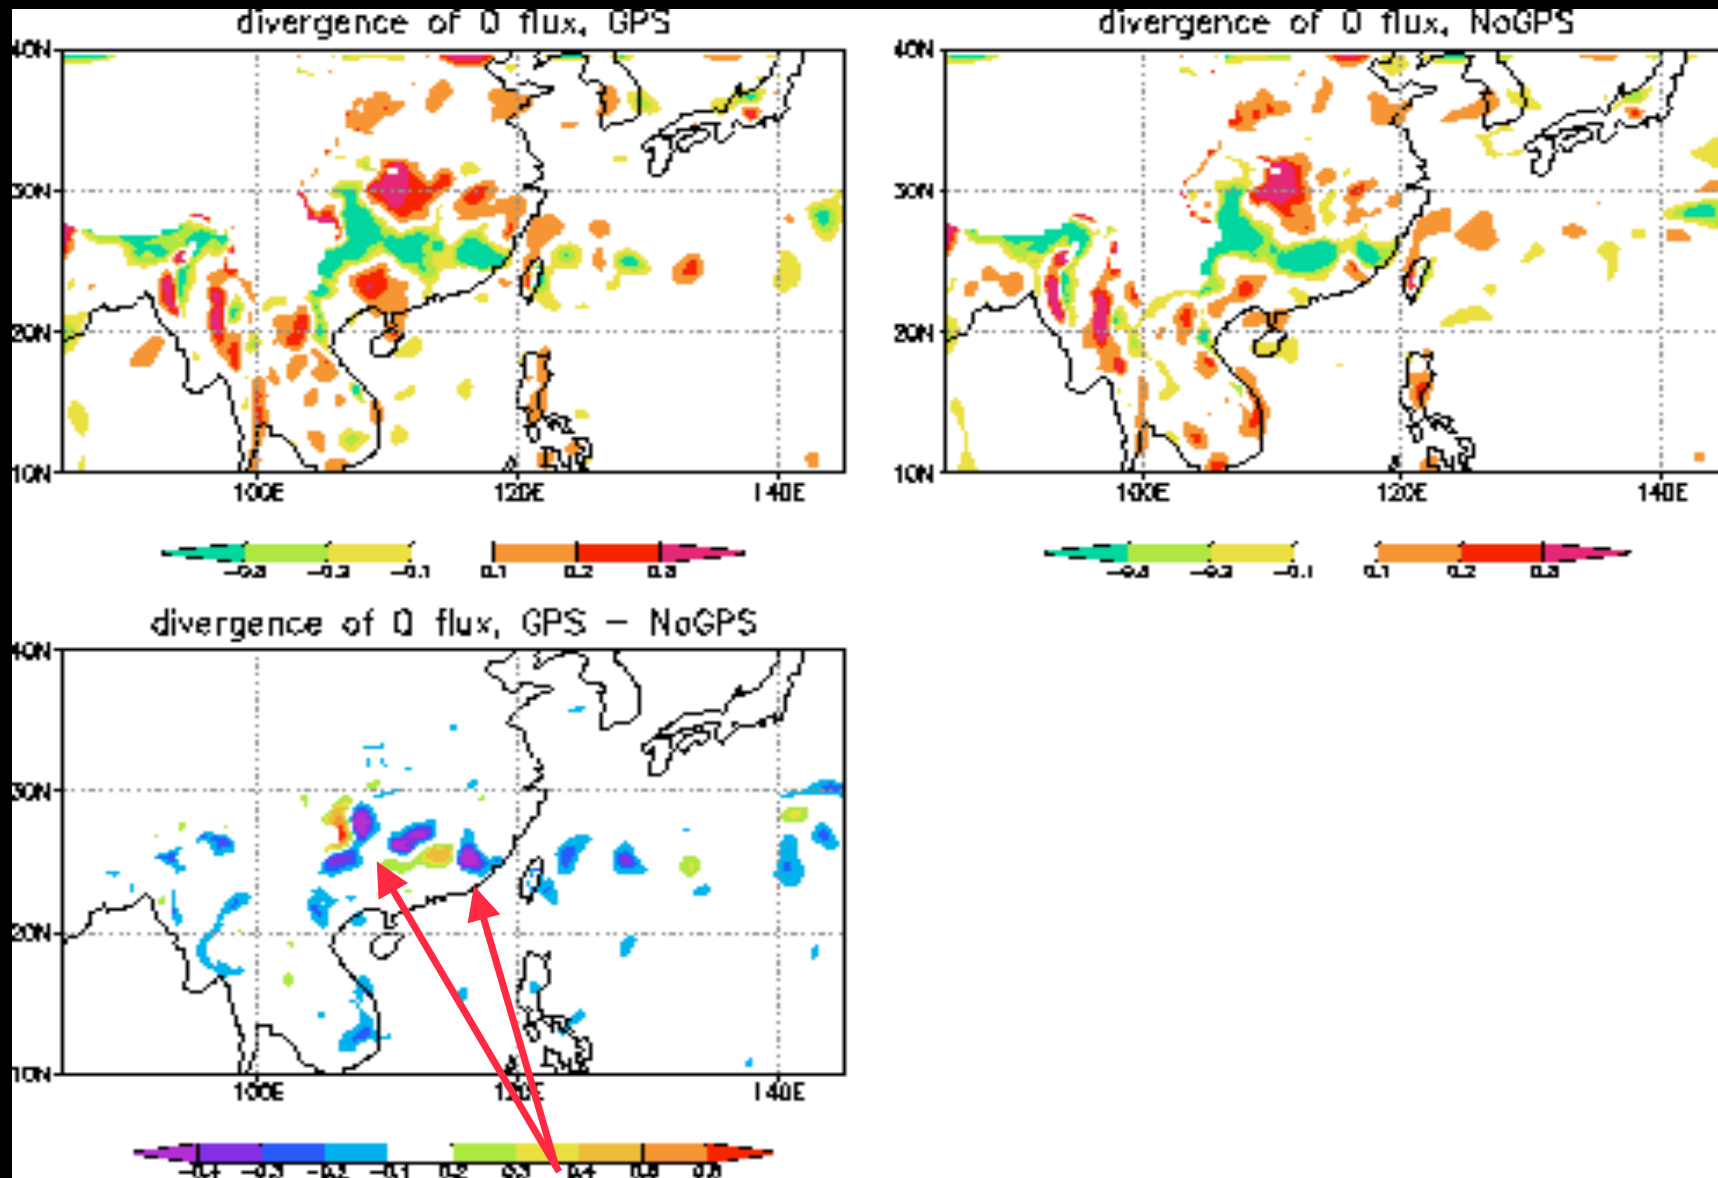 divergence of Q flux, GPS
40N
30N
20N
10N
100E 120E 140E
-0.3 -0.2 -0.1 0.1 0.2 0.3
divergence of Q flux, NoGPS
40N
30N
20N
10N
100E 120E 140E
-0.3 -0.2 -0.1 0.1 0.2 0.3
divergence of Q flux, GPS - NoGPS
40N
30N
20N
10N
100E 120E 140E
-0.4 -0.3 -0.2 -0.1 0.2 0.3 0.4